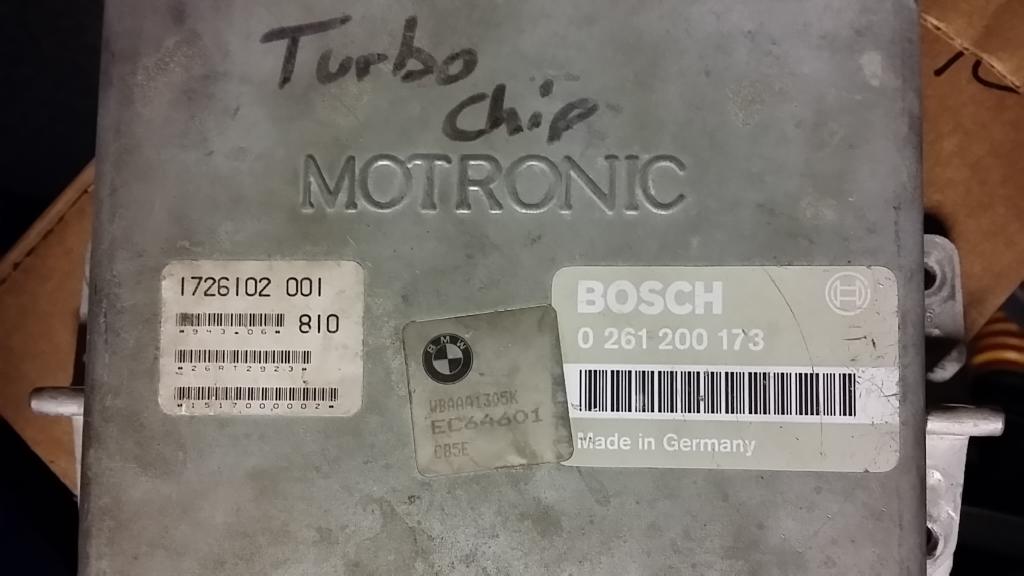 Turbo
Chip
MOTRONIC
1726102 001
810
*943.06*
*26RT2923*
*1517000002*
BMW
WBAAA1305K
EC64601
CB5E
BOSCH
0 261 200 173
Made in Germany